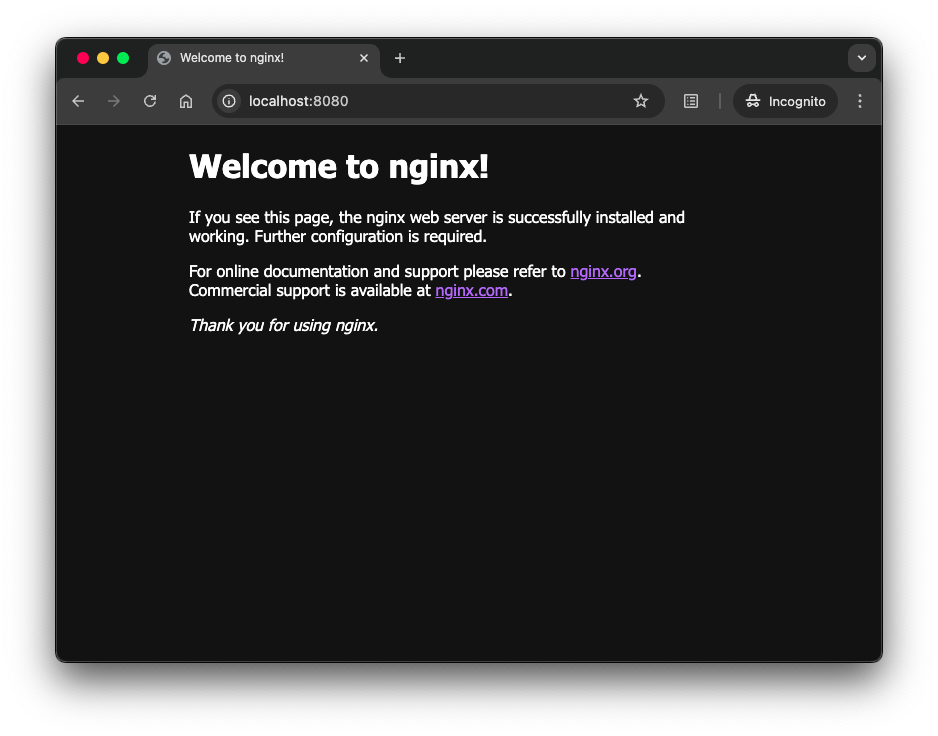 Welcome to nginx!
localhost:8080
Incognito
Welcome to nginx!
If you see this page, the nginx web server is successfully installed and
working. Further configuration is required.
For online documentation and support please refer to nginx.org.
Commercial support is available at nginx.com.
Thank you for using nginx.